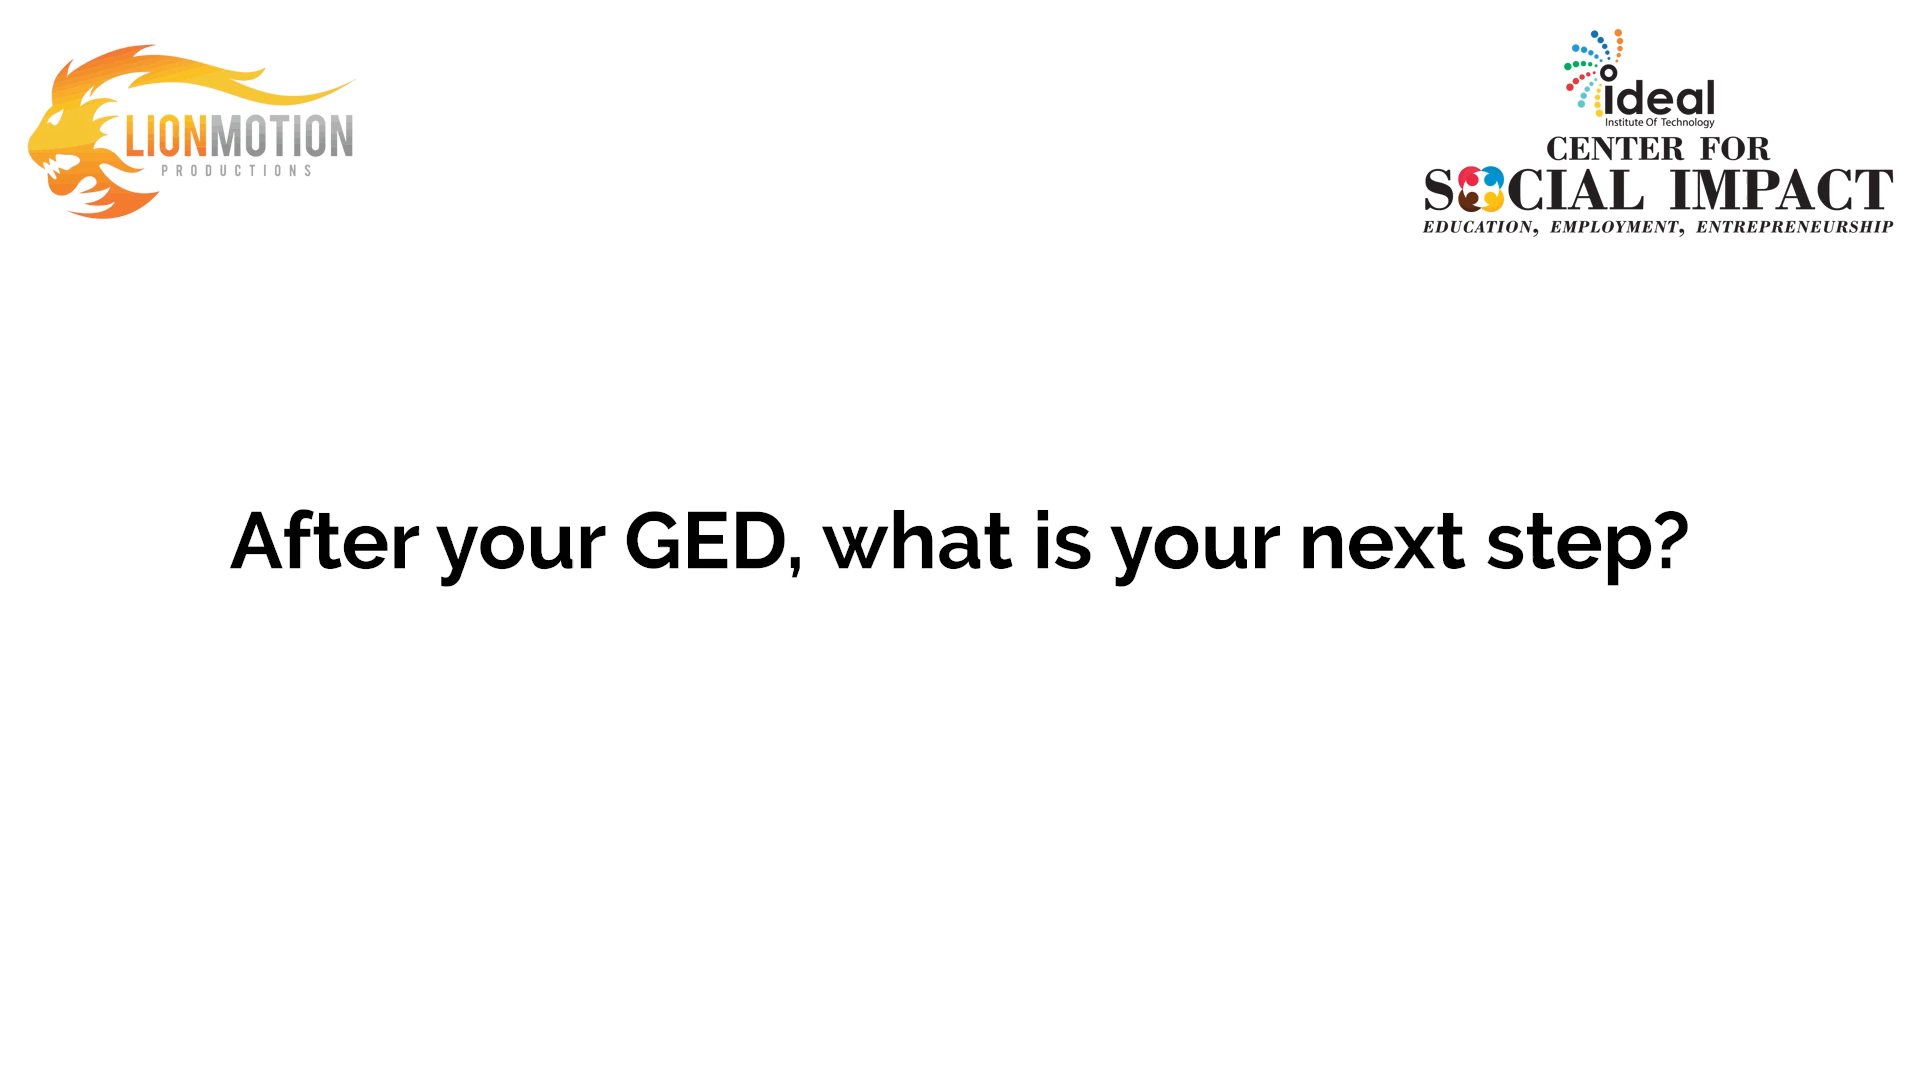 LIONMOTION
PRODUCTIONS
ideal
Institute Of Technology
CENTER FOR
SOCIAL IMPACT
EDUCATION, EMPLOYMENT, ENTREPRENEURSHIP
After your GED, what is your next step?